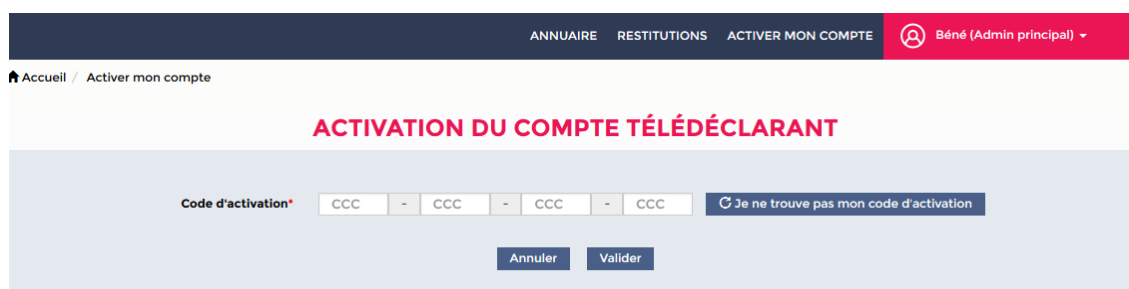 ANNUAIRE RESTITUTIONS ACTIVER MON COMPTE Béné (Admin principal)
Accueil / Activer mon compte
ACTIVATION DU COMPTE TÉLÉDÉCLARANT
Code d'activation* CCC - CCC - CCC - CCC Je ne trouve pas mon code d'activation
Annuler Valider